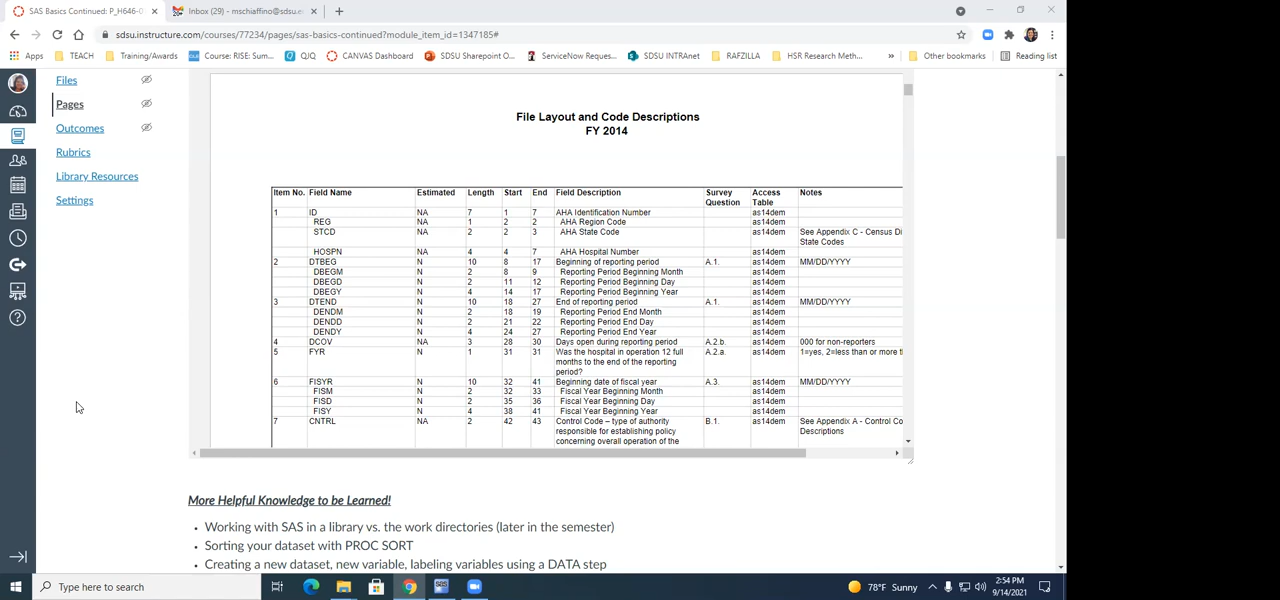 SAS Basics Continued: P_H646-0
Inbox (29) - mschiaffino@sdsu.e
sdsu.instructure.com/courses/77234/pages/sas-basics-continued?module_item_id=1347185#
Apps TEACH Training/Awards Course: RISE: Sum... QJQ CANVAS Dashboard SDSU Sharepoint O... ServiceNow Reques... SDSU INTRAnet RAFZILLA HSR Research Meth... » Other bookmarks Reading list
Files
Pages
Outcomes
Rubrics
Library Resources
Settings
File Layout and Code Descriptions
FY 2014
Item No. Field Name Estimated Length Start End Field Description Survey Question Access Table Notes
1 ID NA 7 1 7 AHA Identification Number as14dem
REG NA 1 2 2 AHA Region Code as14dem
STCD NA 2 2 3 AHA State Code as14dem See Appendix C - Census Di
State Codes
HOSPN NA 4 4 7 AHA Hospital Number as14dem
2 DTBEG N 10 8 17 Beginning of reporting period A.1. as14dem MM/DD/YYYY
DBEGM N 2 8 9 Reporting Period Beginning Month as14dem
DBEGD N 2 11 12 Reporting Period Beginning Day as14dem
DBEGY N 4 14 17 Reporting Period Beginning Year as14dem
3 DTEND N 10 18 27 End of reporting period A.1. as14dem MM/DD/YYYY
DENDM N 2 18 19 Reporting Period End Month as14dem
DENDD N 2 21 22 Reporting Period End Day as14dem
DENDY N 4 24 27 Reporting Period End Year as14dem
4 DCOV NA 3 28 30 Days open during reporting period A.2.b. as14dem 000 for non-reporters
5 FYR N 1 31 31 Was the hospital in operation 12 full A.2.a. as14dem 1=yes, 2=less than or more t
months to the end of the reporting
period?
6 FISYR N 10 32 41 Beginning date of fiscal year A.3. as14dem MM/DD/YYYY
FISM N 2 32 33 Fiscal Year Beginning Month as14dem
FISD N 2 35 36 Fiscal Year Beginning Day as14dem
FISY N 4 38 41 Fiscal Year Beginning Year as14dem
7 CNTRL NA 2 42 43 Control Code – type of authority B.1. as14dem See Appendix A - Control Co
responsible for establishing policy Descriptions
concerning overall operation of the
More Helpful Knowledge to be Learned!
• Working with SAS in a library vs. the work directories (later in the semester)
• Sorting your dataset with PROC SORT
• Creating a new dataset, new variable, labeling variables using a DATA step
Type here to search
78°F Sunny
2:54 PM
9/14/2021